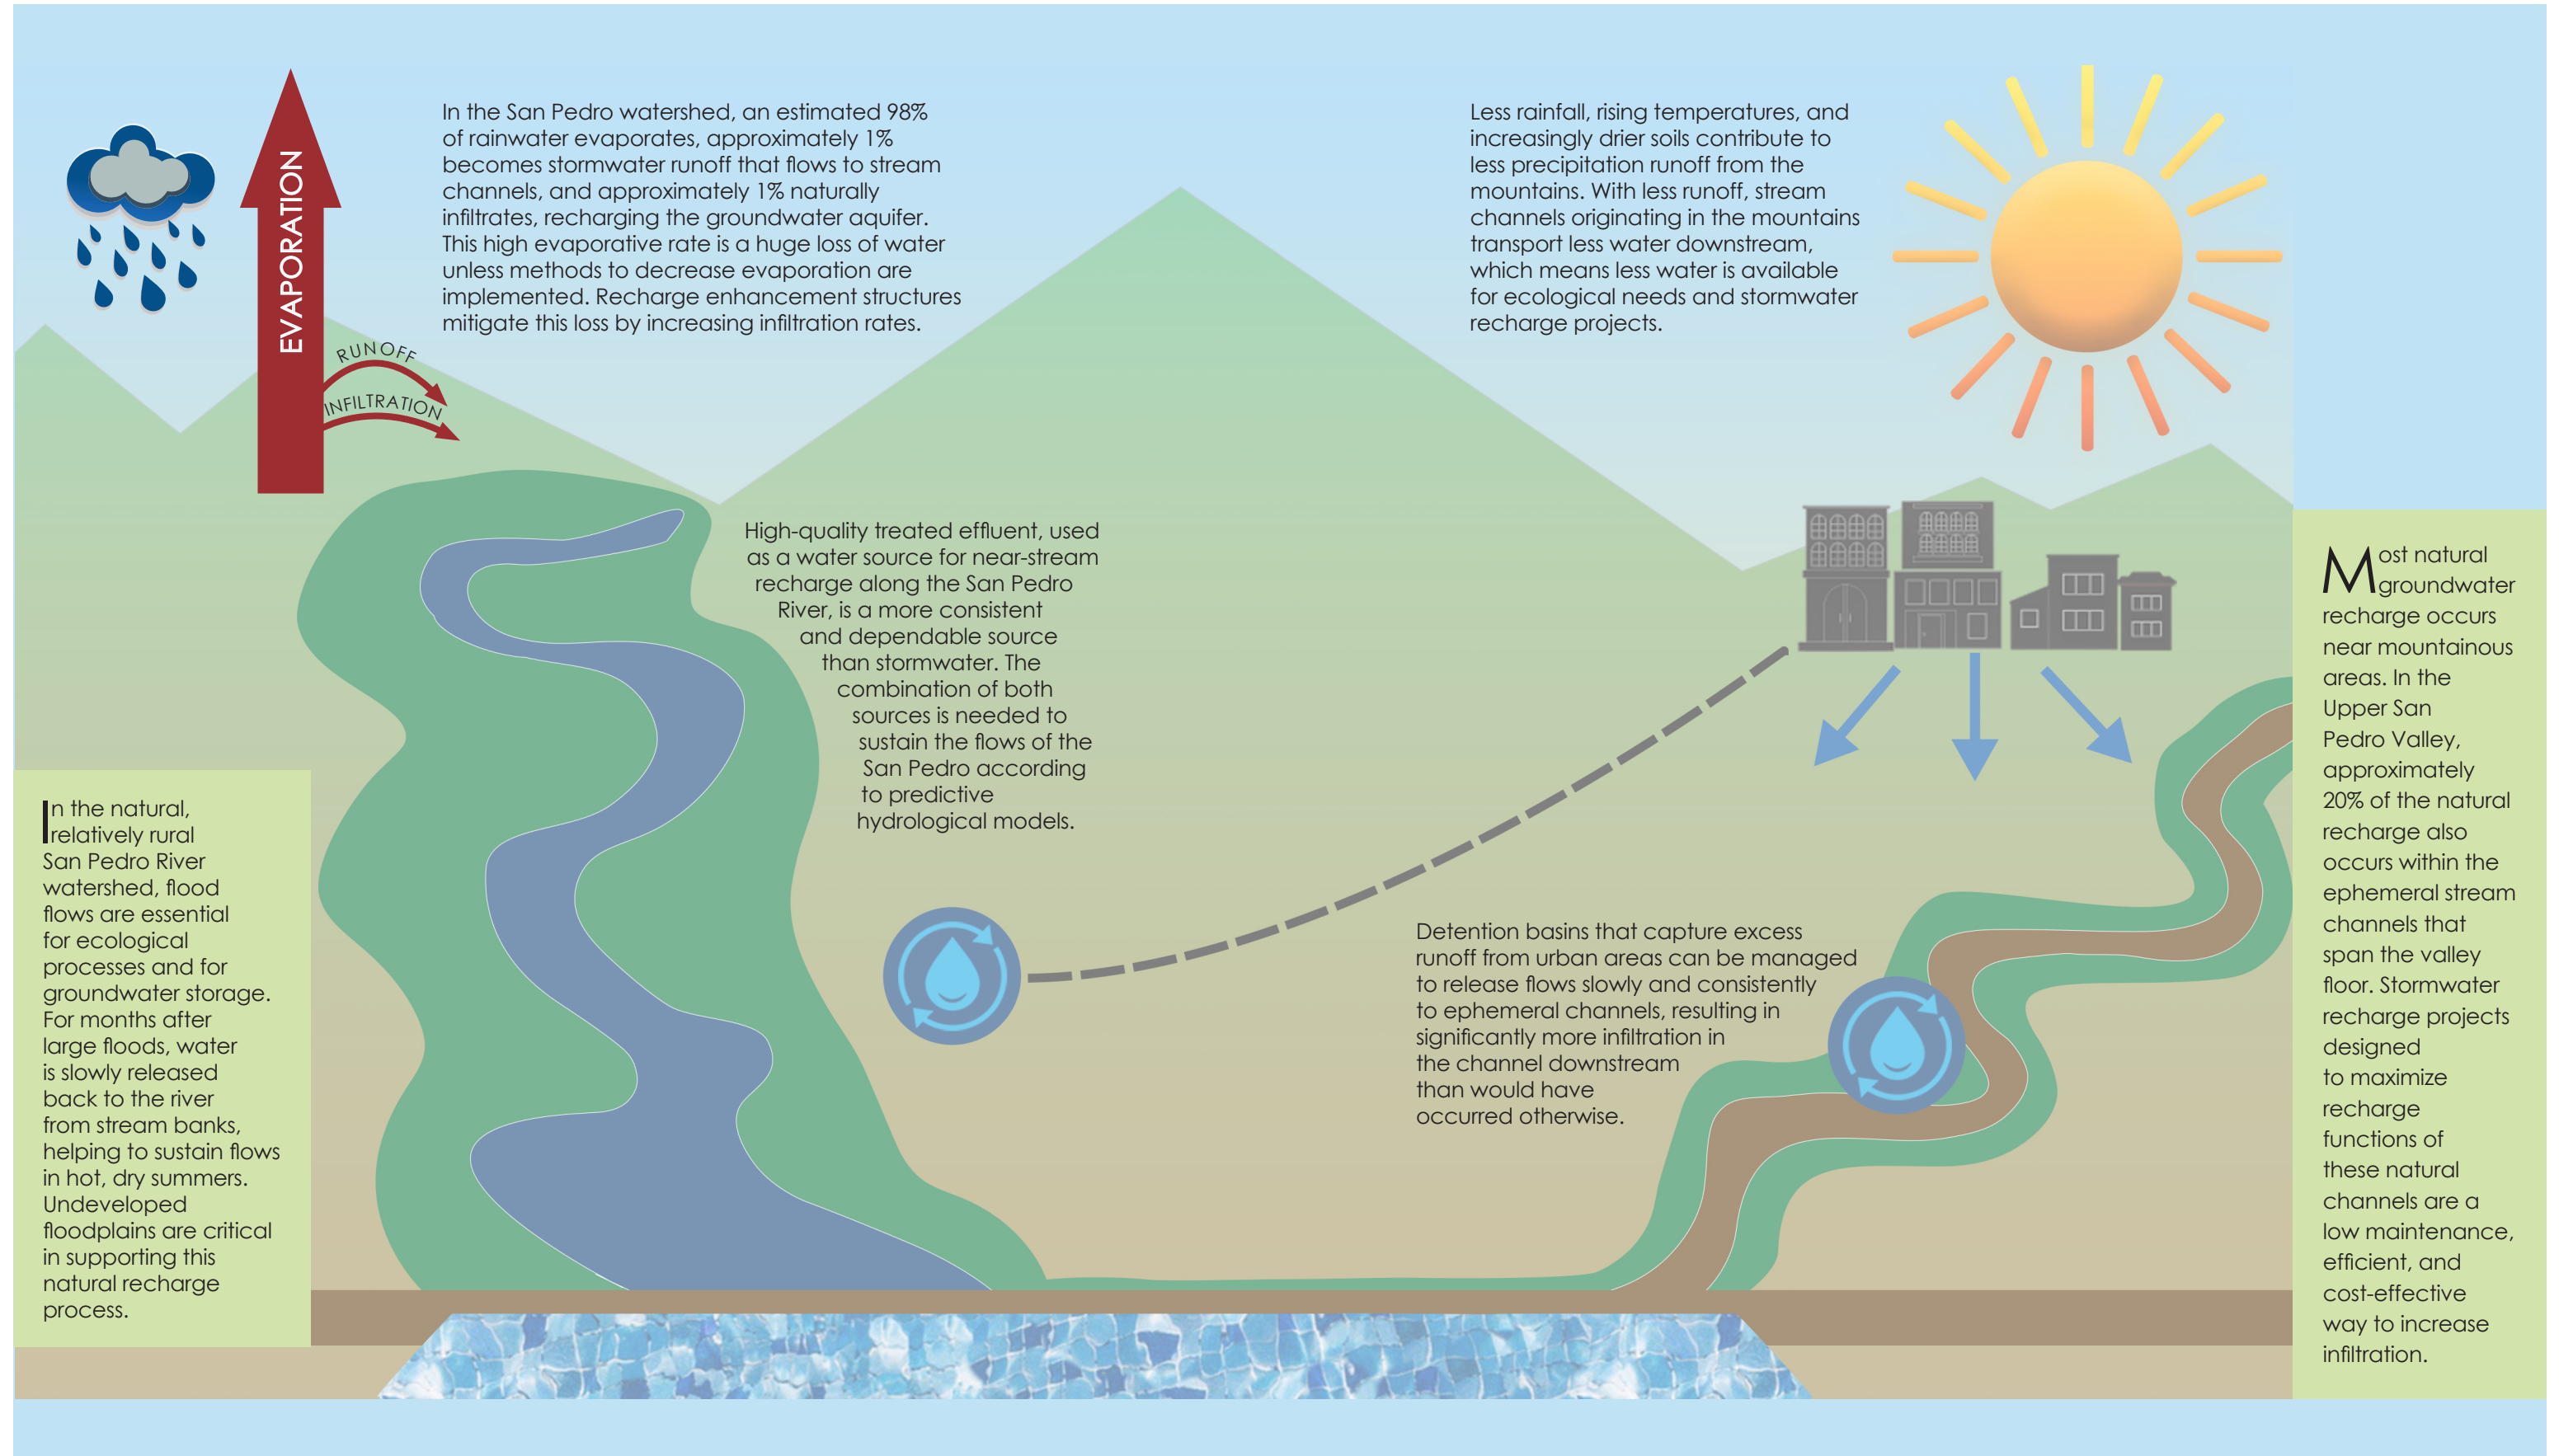 EVAPORATION
RUNOFF
INFILTRATION
In the San Pedro watershed, an estimated 98%
of rainwater evaporates, approximately 1%
becomes stormwater runoff that flows to stream
channels, and approximately 1% naturally
infiltrates, recharging the groundwater aquifer.
This high evaporative rate is a huge loss of water
unless methods to decrease evaporation are
implemented. Recharge enhancement structures
mitigate this loss by increasing infiltration rates.
Less rainfall, rising temperatures, and
increasingly drier soils contribute to
less precipitation runoff from the
mountains. With less runoff, stream
channels originating in the mountains
transport less water downstream,
which means less water is available
for ecological needs and stormwater
recharge projects.
High-quality treated effluent, used
as a water source for near-stream
recharge along the San Pedro
River, is a more consistent
and dependable source
than stormwater. The
combination of both
sources is needed to
sustain the flows of the
San Pedro according
to predictive
hydrological models.
In the natural,
relatively rural
San Pedro River
watershed, flood
flows are essential
for ecological
processes and for
groundwater storage.
For months after
large floods, water
is slowly released
back to the river
from stream banks,
helping to sustain flows
in hot, dry summers.
Undeveloped
floodplains are critical
in supporting this
natural recharge
process.
Detention basins that capture excess
runoff from urban areas can be managed
to release flows slowly and consistently
to ephemeral channels, resulting in
significantly more infiltration in
the channel downstream
than would have
occurred otherwise.
Most natural
groundwater
recharge occurs
near mountainous
areas. In the
Upper San
Pedro Valley,
approximately
20% of the natural
recharge also
occurs within the
ephemeral stream
channels that
span the valley
floor. Stormwater
recharge projects
designed
to maximize
recharge
functions of
these natural
channels are a
low maintenance,
efficient, and
cost-effective
way to increase
infiltration.